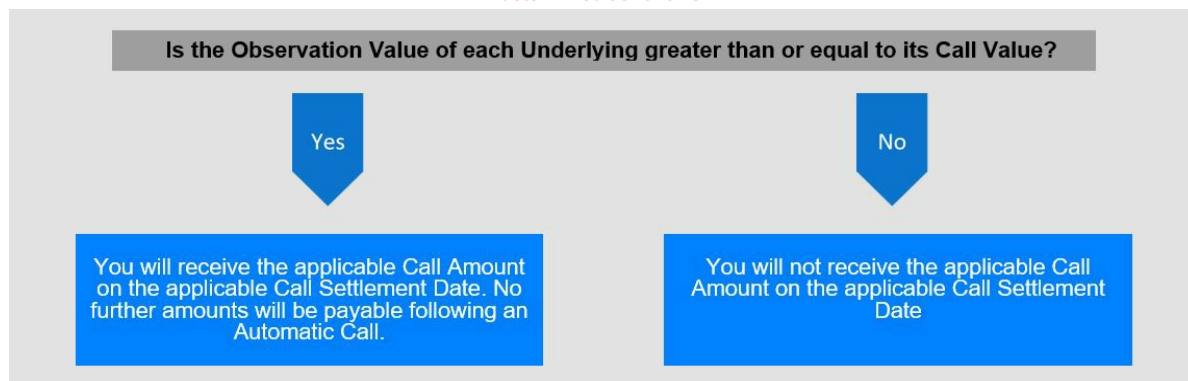 Is the Observation Value of each Underlying greater than or equal to its Call Value?
Yes
No
You will receive the applicable Call Amount
on the applicable Call Settlement Date. No
further amounts will be payable following an
Automatic Call.
You will not receive the applicable Call
Amount on the applicable Call Settlement
Date